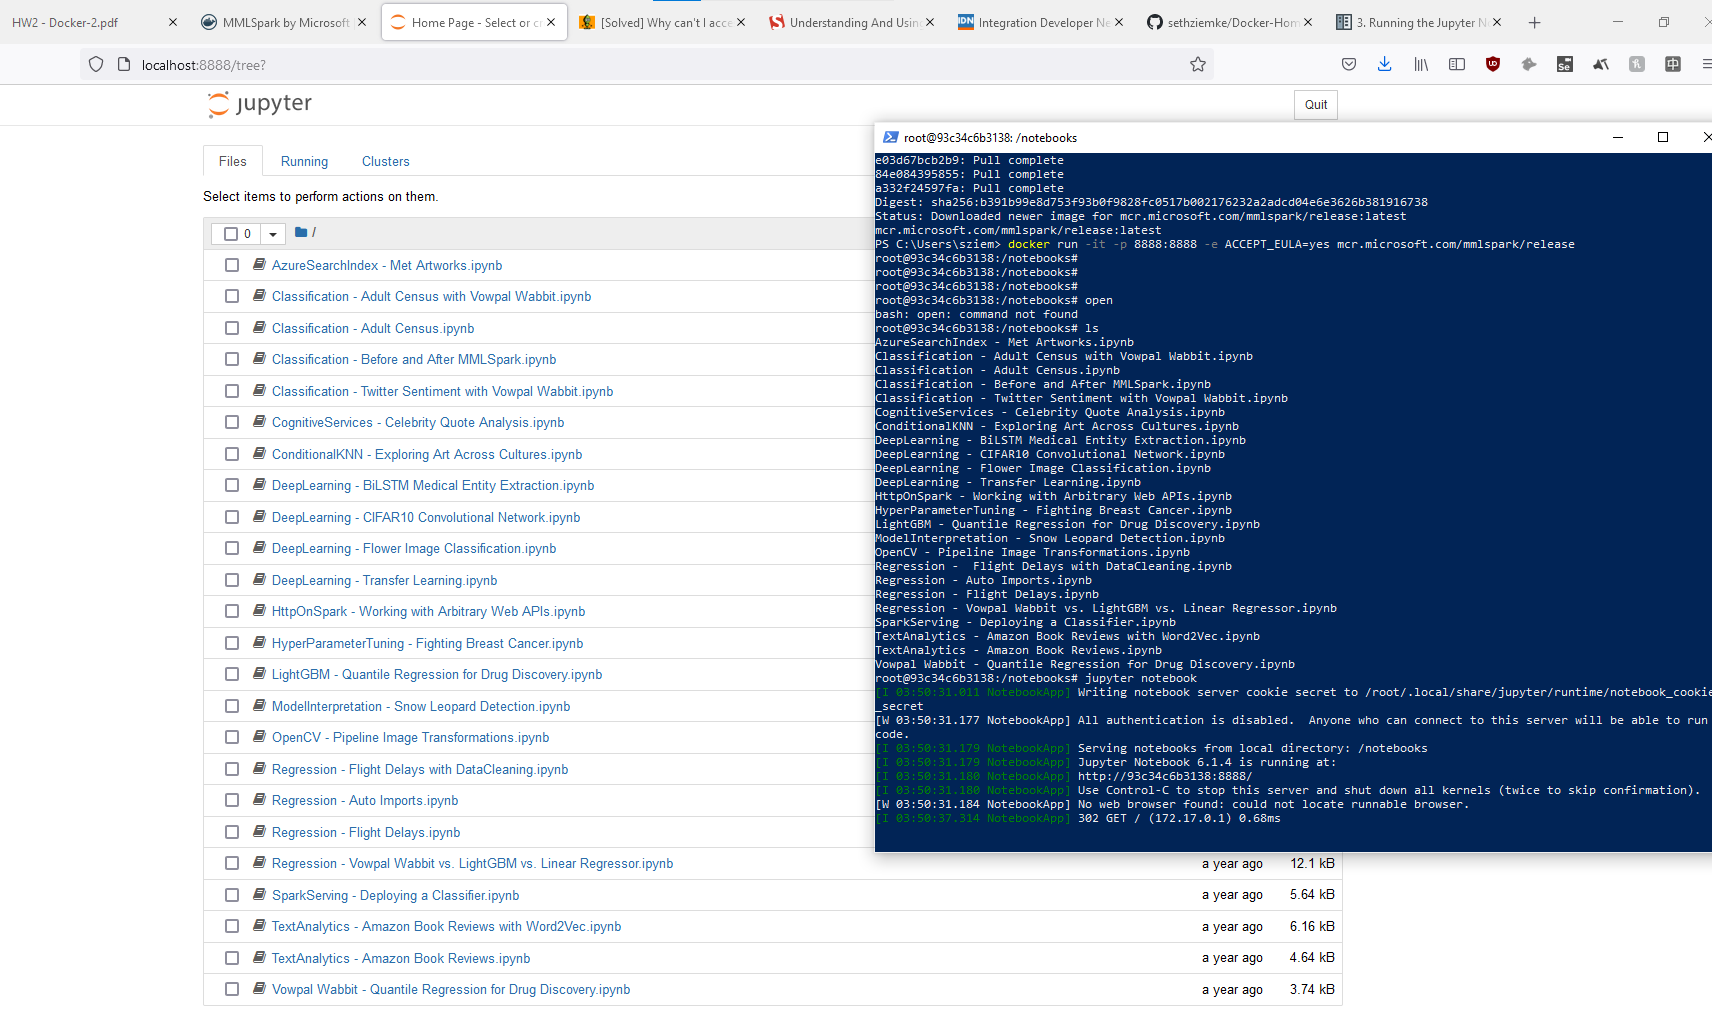 HW2 - Docker-2.pdf
MMLSpark by Microsoft
Home Page - Select or cr
[Solved] Why can't I acce
Understanding And Usin
Integration Developer Ne
sethziemke/Docker-Hom
3. Running the Jupyter N
localhost:8888/tree?
jupyter
Quit
Files
Running
Clusters
Select items to perform actions on them.
0
/
AzureSearchIndex - Met Artworks.ipynb
Classification - Adult Census with Vowpal Wabbit.ipynb
Classification - Adult Census.ipynb
Classification - Before and After MMLSpark.ipynb
Classification - Twitter Sentiment with Vowpal Wabbit.ipynb
CognitiveServices - Celebrity Quote Analysis.ipynb
ConditionalKNN - Exploring Art Across Cultures.ipynb
DeepLearning - BiLSTM Medical Entity Extraction.ipynb
DeepLearning - CIFAR10 Convolutional Network.ipynb
DeepLearning - Flower Image Classification.ipynb
DeepLearning - Transfer Learning.ipynb
HttpOnSpark - Working with Arbitrary Web APIs.ipynb
HyperParameterTuning - Fighting Breast Cancer.ipynb
LightGBM - Quantile Regression for Drug Discovery.ipynb
ModelInterpretation - Snow Leopard Detection.ipynb
OpenCV - Pipeline Image Transformations.ipynb
Regression - Flight Delays with DataCleaning.ipynb
Regression - Auto Imports.ipynb
Regression - Flight Delays.ipynb
Regression - Vowpal Wabbit vs. LightGBM vs. Linear Regressor.ipynb a year ago 12.1 kB
SparkServing - Deploying a Classifier.ipynb a year ago 5.64 kB
TextAnalytics - Amazon Book Reviews with Word2Vec.ipynb a year ago 6.16 kB
TextAnalytics - Amazon Book Reviews.ipynb a year ago 4.64 kB
Vowpal Wabbit - Quantile Regression for Drug Discovery.ipynb a year ago 3.74 kB
root@93c34c6b3138: /notebooks
e03d67bcb2b9: Pull complete
84e084395855: Pull complete
a332f24597fa: Pull complete
Digest: sha256:b391b99e8d753f93b0f9828fc0517b002176232a2adcd04e6e3626b381916738
Status: Downloaded newer image for mcr.microsoft.com/mmlspark/release:latest
mcr.microsoft.com/mmlspark/release:latest
PS C:\Users\sziem> docker run -it -p 8888:8888 -e ACCEPT_EULA=yes mcr.microsoft.com/mmlspark/release
root@93c34c6b3138:/notebooks#
root@93c34c6b3138:/notebooks#
root@93c34c6b3138:/notebooks#
root@93c34c6b3138:/notebooks# open
bash: open: command not found
root@93c34c6b3138:/notebooks# ls
AzureSearchIndex - Met Artworks.ipynb
Classification - Adult Census with Vowpal Wabbit.ipynb
Classification - Adult Census.ipynb
Classification - Before and After MMLSpark.ipynb
Classification - Twitter Sentiment with Vowpal Wabbit.ipynb
CognitiveServices - Celebrity Quote Analysis.ipynb
ConditionalKNN - Exploring Art Across Cultures.ipynb
DeepLearning - BiLSTM Medical Entity Extraction.ipynb
DeepLearning - CIFAR10 Convolutional Network.ipynb
DeepLearning - Flower Image Classification.ipynb
DeepLearning - Transfer Learning.ipynb
HttpOnSpark - Working with Arbitrary Web APIs.ipynb
HyperParameterTuning - Fighting Breast Cancer.ipynb
LightGBM - Quantile Regression for Drug Discovery.ipynb
ModelInterpretation - Snow Leopard Detection.ipynb
OpenCV - Pipeline Image Transformations.ipynb
Regression -  Flight Delays with DataCleaning.ipynb
Regression - Auto Imports.ipynb
Regression - Flight Delays.ipynb
Regression - Vowpal Wabbit vs. LightGBM vs. Linear Regressor.ipynb
SparkServing - Deploying a Classifier.ipynb
TextAnalytics - Amazon Book Reviews with Word2Vec.ipynb
TextAnalytics - Amazon Book Reviews.ipynb
Vowpal Wabbit - Quantile Regression for Drug Discovery.ipynb
root@93c34c6b3138:/notebooks# jupyter notebook
[I 03:50:31.011 NotebookApp] Writing notebook server cookie secret to /root/.local/share/jupyter/runtime/notebook_cookie
_secret
[W 03:50:31.177 NotebookApp] All authentication is disabled.  Anyone who can connect to this server will be able to run
code.
[I 03:50:31.179 NotebookApp] Serving notebooks from local directory: /notebooks
[I 03:50:31.179 NotebookApp] Jupyter Notebook 6.1.4 is running at:
[I 03:50:31.180 NotebookApp] http://93c34c6b3138:8888/
[I 03:50:31.180 NotebookApp] Use Control-C to stop this server and shut down all kernels (twice to skip confirmation).
[W 03:50:31.184 NotebookApp] No web browser found: could not locate runnable browser.
[I 03:50:37.314 NotebookApp] 302 GET / (172.17.0.1) 0.68ms